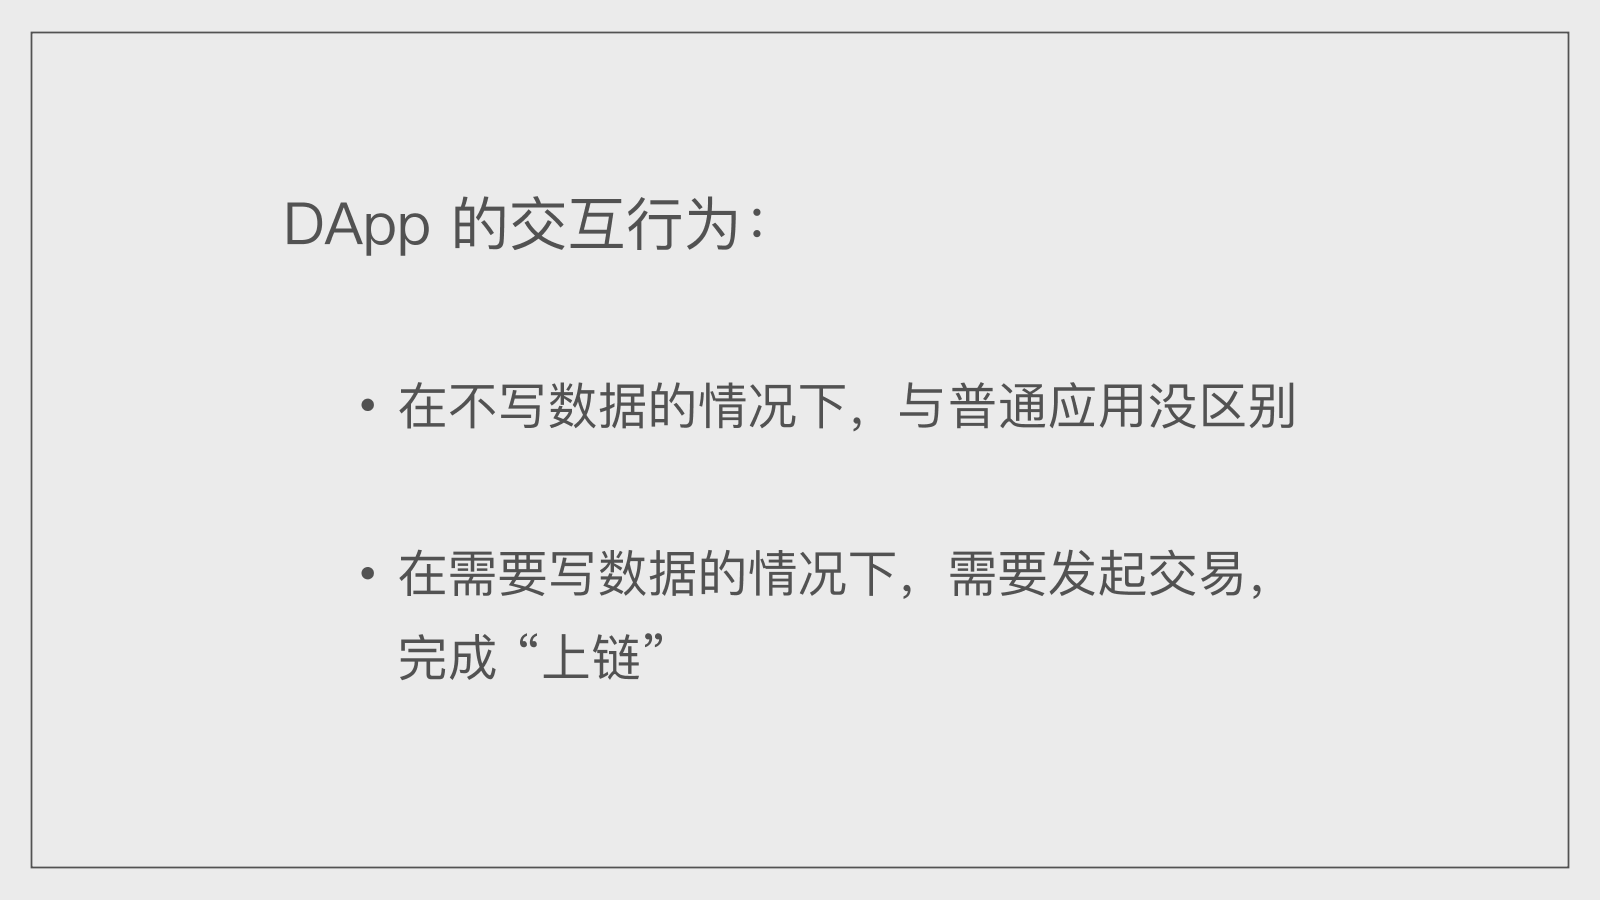 DApp 的交互行为：
• 在不写数据的情况下，与普通应用没区别
• 在需要写数据的情况下，需要发起交易，
完成 “上链”